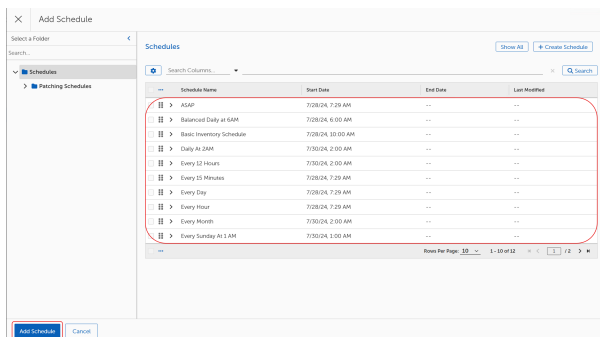 Add Schedule
Select a Folder
Search...
Schedules
Patching Schedules
Schedules
Show All
+ Create Schedule
Search Columns...
Search
Schedule Name Start Date End Date Last Modified
ASAP 7/28/24, 7:29 AM -- --
Balanced Daily at 6AM 7/28/24, 6:00 AM -- --
Basic Inventory Schedule 7/28/24, 10:00 AM -- --
Daily At 2AM 7/30/24, 2:00 AM -- --
Every 12 Hours 7/30/24, 2:00 AM -- --
Every 15 Minutes 7/28/24, 7:29 AM -- --
Every Day 7/28/24, 7:29 AM -- --
Every Hour 7/28/24, 7:29 AM -- --
Every Month 7/30/24, 2:00 AM -- --
Every Sunday At 1 AM 7/30/24, 1:00 AM -- --
Rows Per Page: 10 1 - 10 of 12 1 / 2
Add Schedule
Cancel